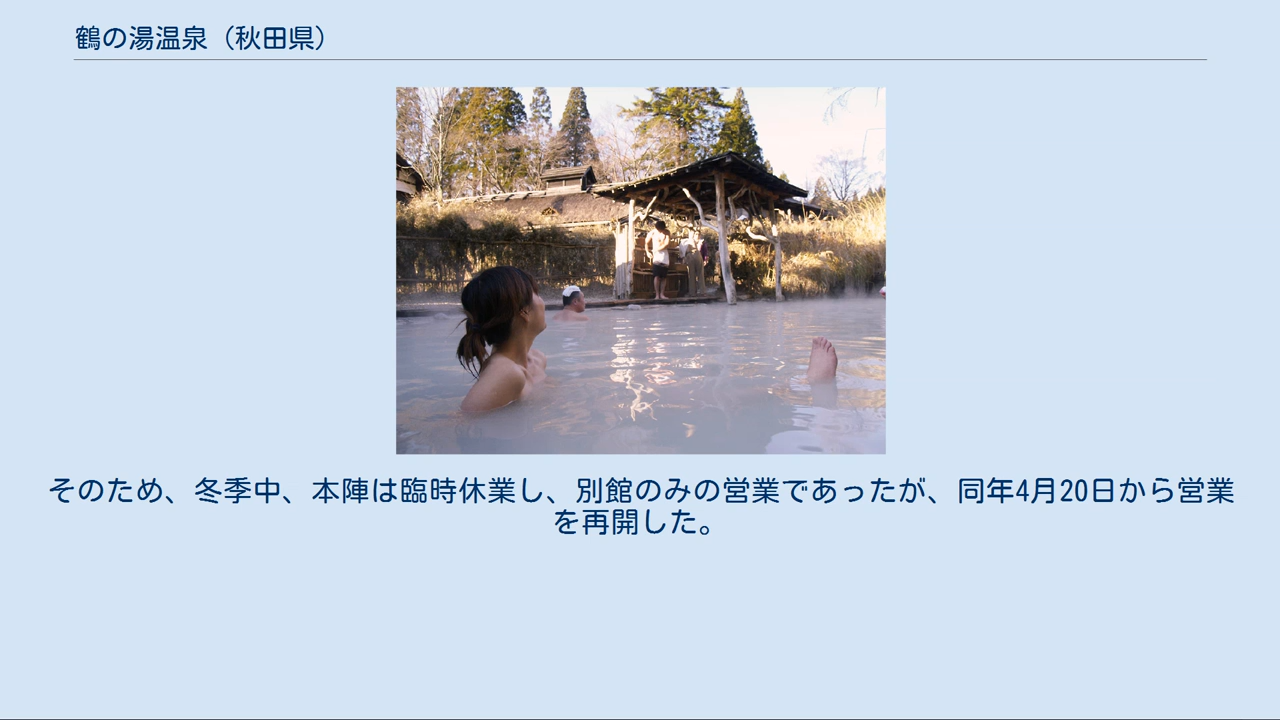 鶴の湯温泉（秋田県）
そのため、冬季中、本陣は臨時休業し、別館のみの営業であったが、同年4月20日から営業
を再開した。